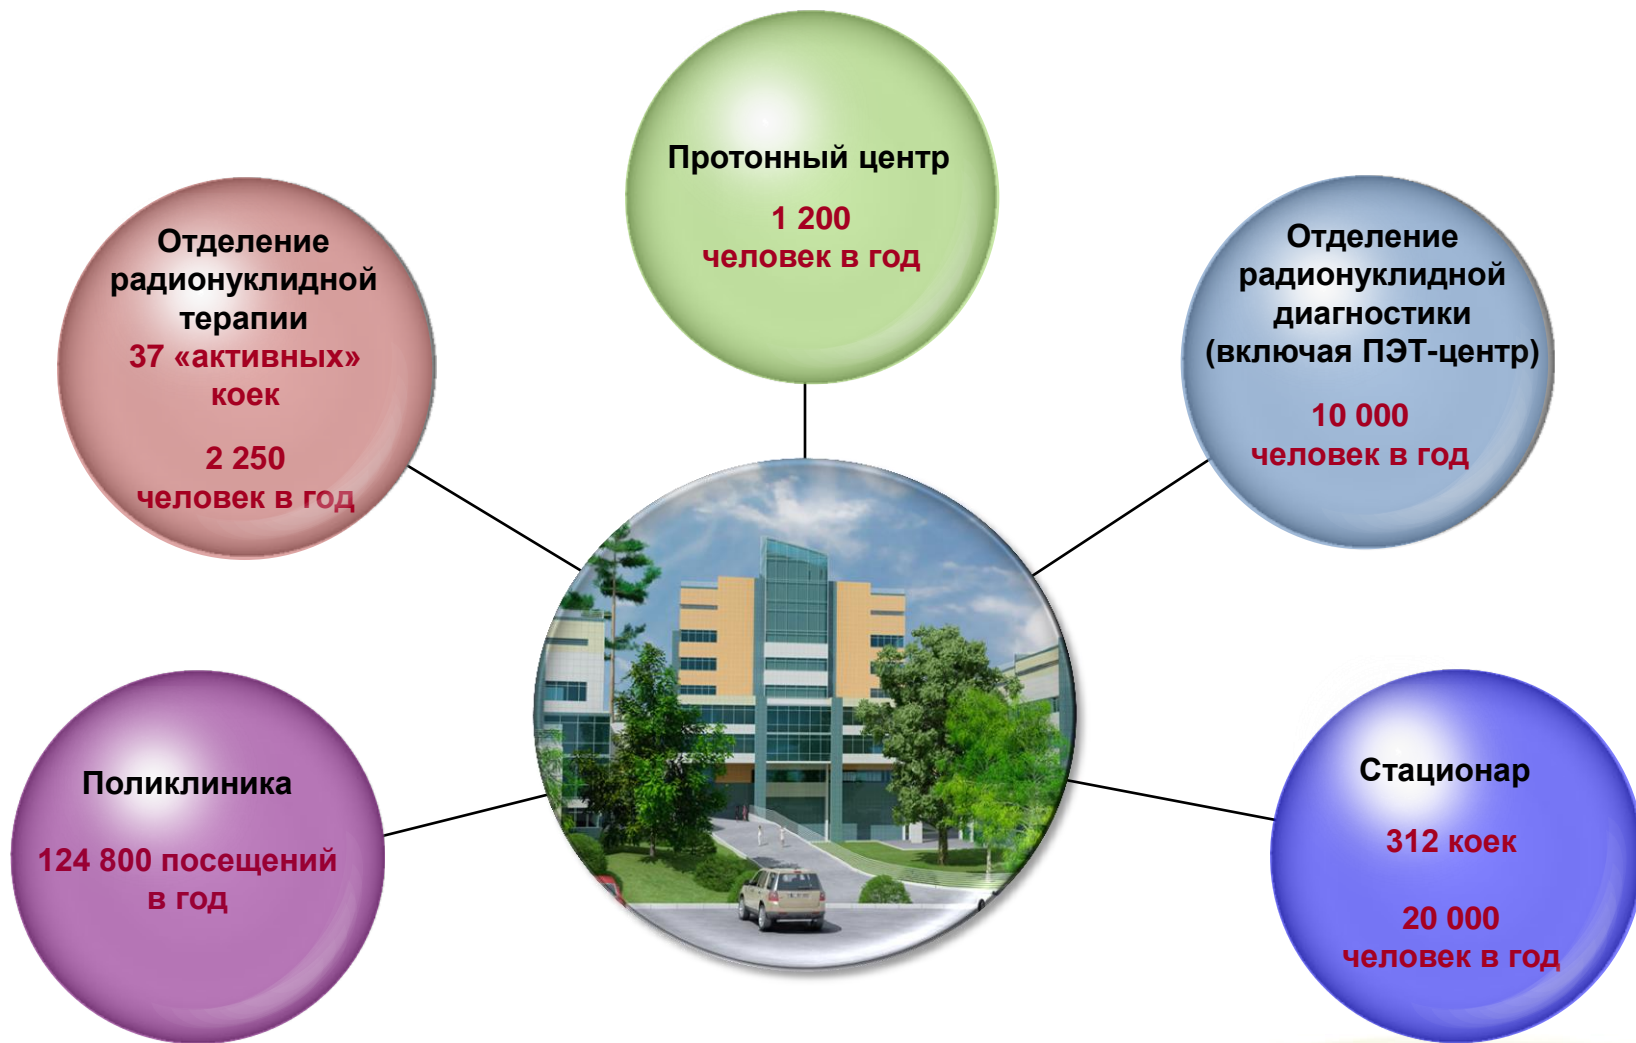 Протонный центр
1 200
человек в год
Отделение
радионуклидной
терапии
37 «активных»
коек
2 250
человек в год
Отделение
радионуклидной
диагностики
(включая ПЭТ-центр)
10 000
человек в год
Поликлиника
124 800 посещений
в год
Стационар
312 коек
20 000
человек в год